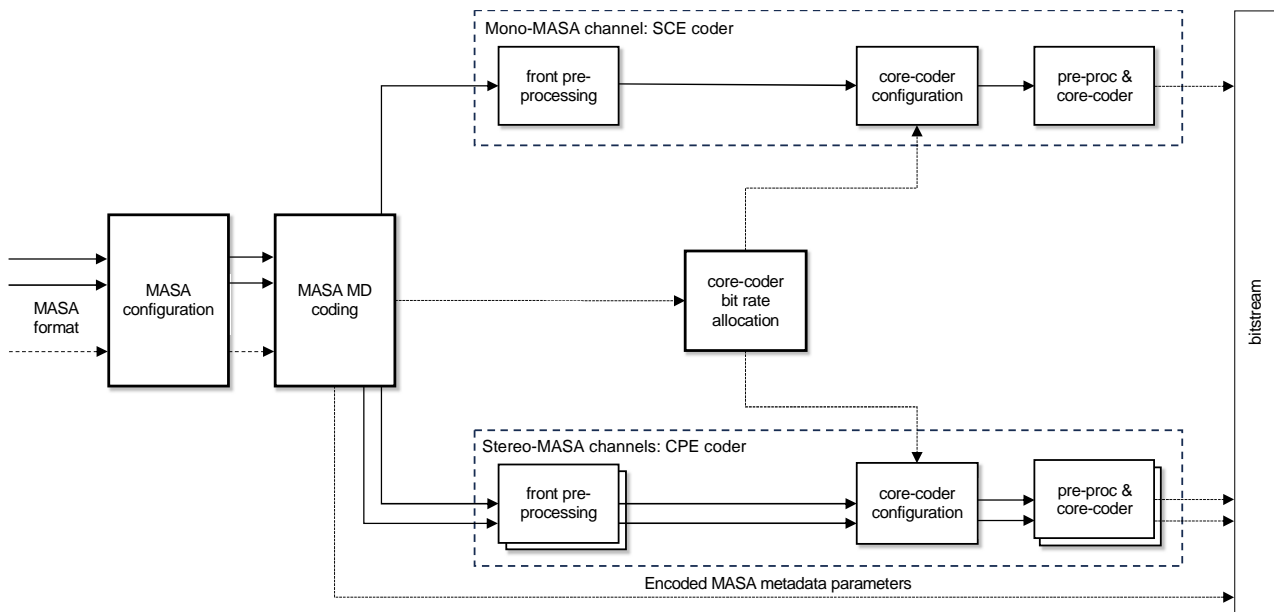 Mono-MASA channel: SCE coder
front pre-
processing
core-coder
configuration
pre-proc &
core-coder
MASA
format
MASA
configuration
MASA MD
coding
core-coder
bit rate
allocation
bitstream
Stereo-MASA channels: CPE coder
front pre-
processing
core-coder
configuration
pre-proc &
core-coder
Encoded MASA metadata parameters